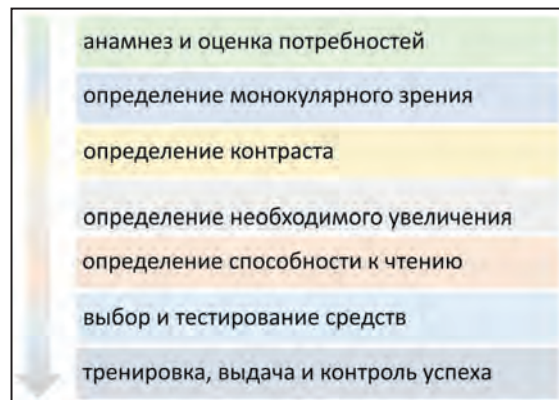 анамнез и оценка потребностей
определение монокулярного зрения
определение контраста
определение необходимого увеличения
определение способности к чтению
выбор и тестирование средств
тренировка, выдача и контроль успеха